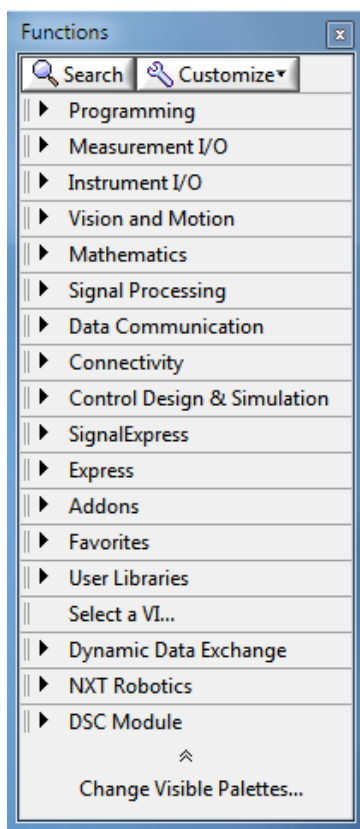 Functions
Search Customize
Programming
Measurement I/O
Instrument I/O
Vision and Motion
Mathematics
Signal Processing
Data Communication
Connectivity
Control Design & Simulation
SignalExpress
Express
Addons
Favorites
User Libraries
Select a VI...
Dynamic Data Exchange
NXT Robotics
DSC Module
Change Visible Palettes...